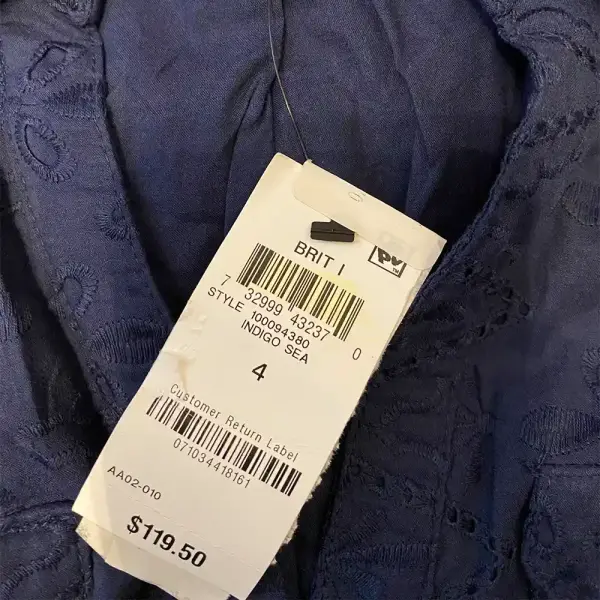 BRIT I
7 32999 43237 0
STYLE 100094380
INDIGO SEA
4
Customer Return Label
071034418161
AA02-010
$119.50